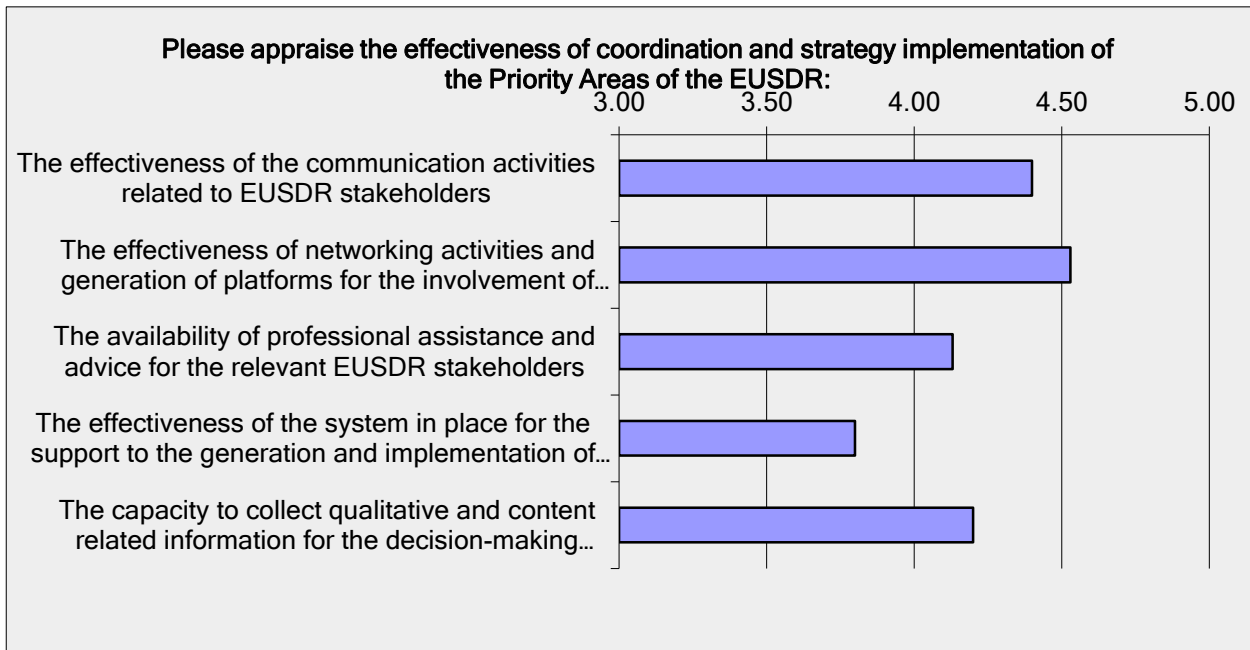 Please appraise the effectiveness of coordination and strategy implementation of
the Priority Areas of the EUSDR:
3.00 3.50 4.00 4.50 5.00
The effectiveness of the communication activities
related to EUSDR stakeholders
The effectiveness of networking activities and
generation of platforms for the involvement of...
The availability of professional assistance and
advice for the relevant EUSDR stakeholders
The effectiveness of the system in place for the
support to the generation and implementation of...
The capacity to collect qualitative and content
related information for the decision-making...